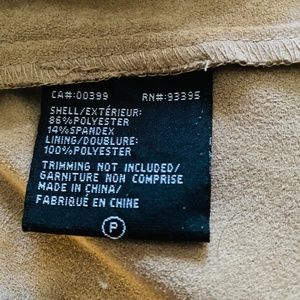 CA#:00399 RN#:93395
SHELL/EXTÉRIEUR:
86%POLYESTER
14%SPANDEX
LINING/DOUBLURE:
100%POLYESTER
TRIMMING NOT INCLUDED/
GARNITURE NON COMPRISE
MADE IN CHINA/
FABRIQUÉ EN CHINE
P